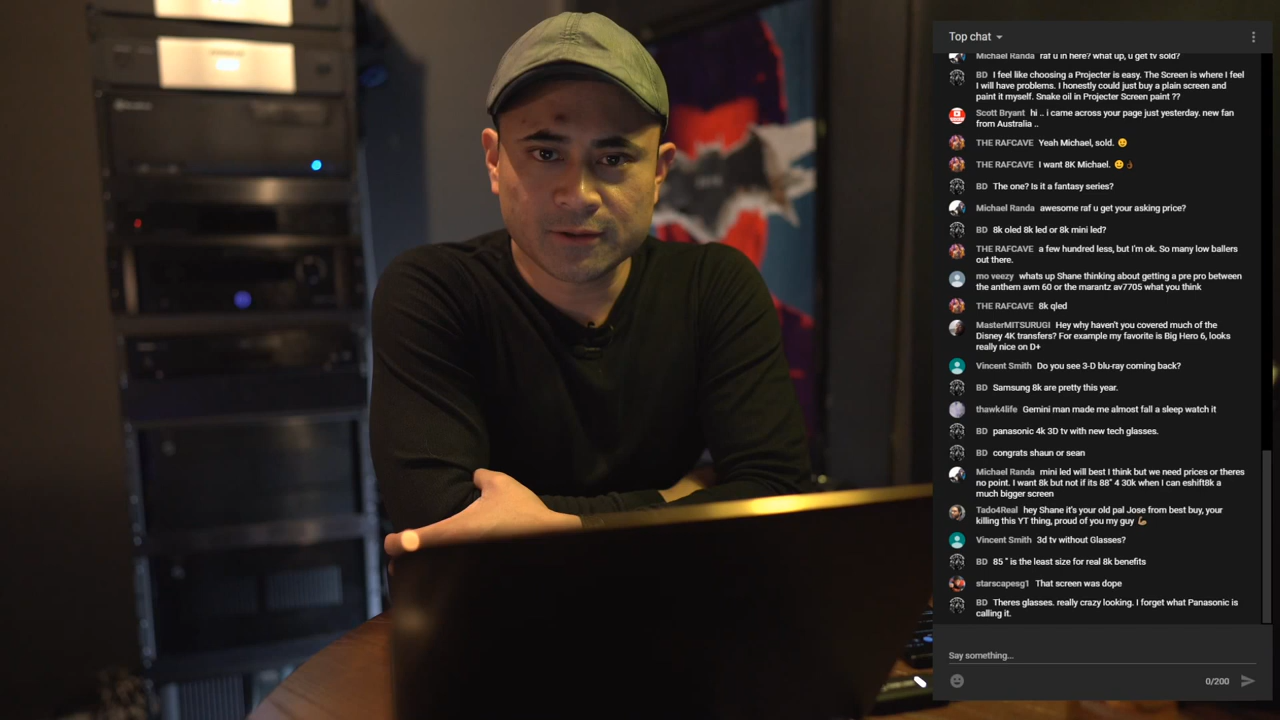 Top chat
Michael Randa raf u in here? what up, u get tv sold?
BD I feel like choosing a Projecter is easy. The Screen is where I feel
I will have problems. I honestly could just buy a plain screen and
paint it myself. Snake oil in Projecter Screen paint ??
Scott Bryant hi .. i came across your page just yesterday. new fan
from Australia ..
THE RAFCAVE Yeah Michael, sold. 😉
THE RAFCAVE I want 8K Michael. 😉👌🏾
BD The one? Is it a fantasy series?
Michael Randa awesome raf u get your asking price?
BD 8k oled 8k led or 8k mini led?
THE RAFCAVE a few hundred less, but I'm ok. So many low ballers
out there.
mo veezy whats up Shane thinking about getting a pre pro between
the anthem avm 60 or the marantz av7705 what you think
THE RAFCAVE 8k qled
MasterMITSURUGI Hey why haven't you covered much of the
Disney 4K transfers? For example my favorite is Big Hero 6, looks
really nice on D+
Vincent Smith Do you see 3-D blu-ray coming back?
BD Samsung 8k are pretty this year.
thawk4life Gemini man made me almost fall a sleep watch it
BD panasonic 4k 3D tv with new tech glasses.
BD congrats shaun or sean
Michael Randa mini led will best I think but we need prices or theres
no point. I want 8k but not if its 88" 4 30k when I can eshift8k a
much bigger screen
Tado4Real hey Shane it's your old pal Jose from best buy, your
killing this YT thing, proud of you my guy 💪🏼
Vincent Smith 3d tv without Glasses?
BD 85 " is the least size for real 8k benefits
starscapesg1 That screen was dope
BD Theres glasses. really crazy looking. I forget what Panasonic is
calling it.
Say something...
0/200